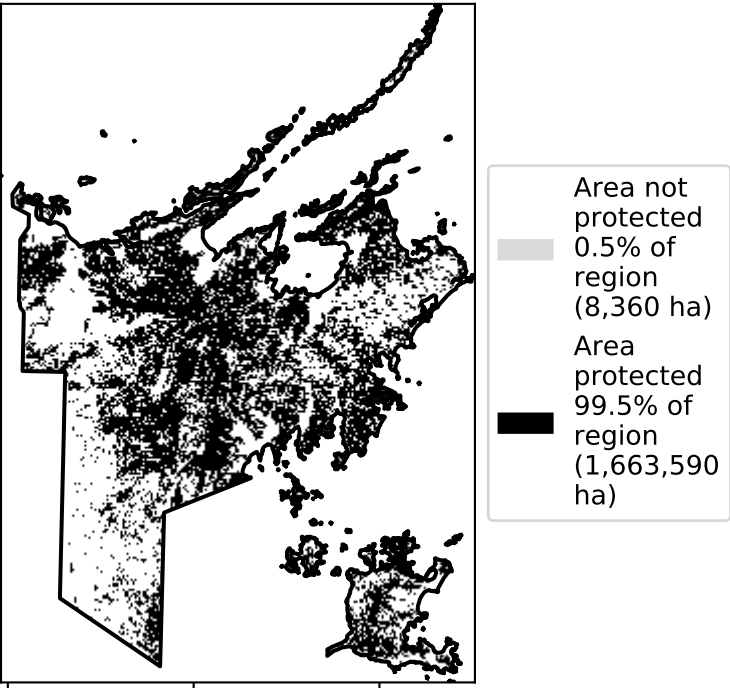 Area not
protected
0.5% of
region
(8,360 ha)
Area
protected
99.5% of
region
(1,663,590
ha)